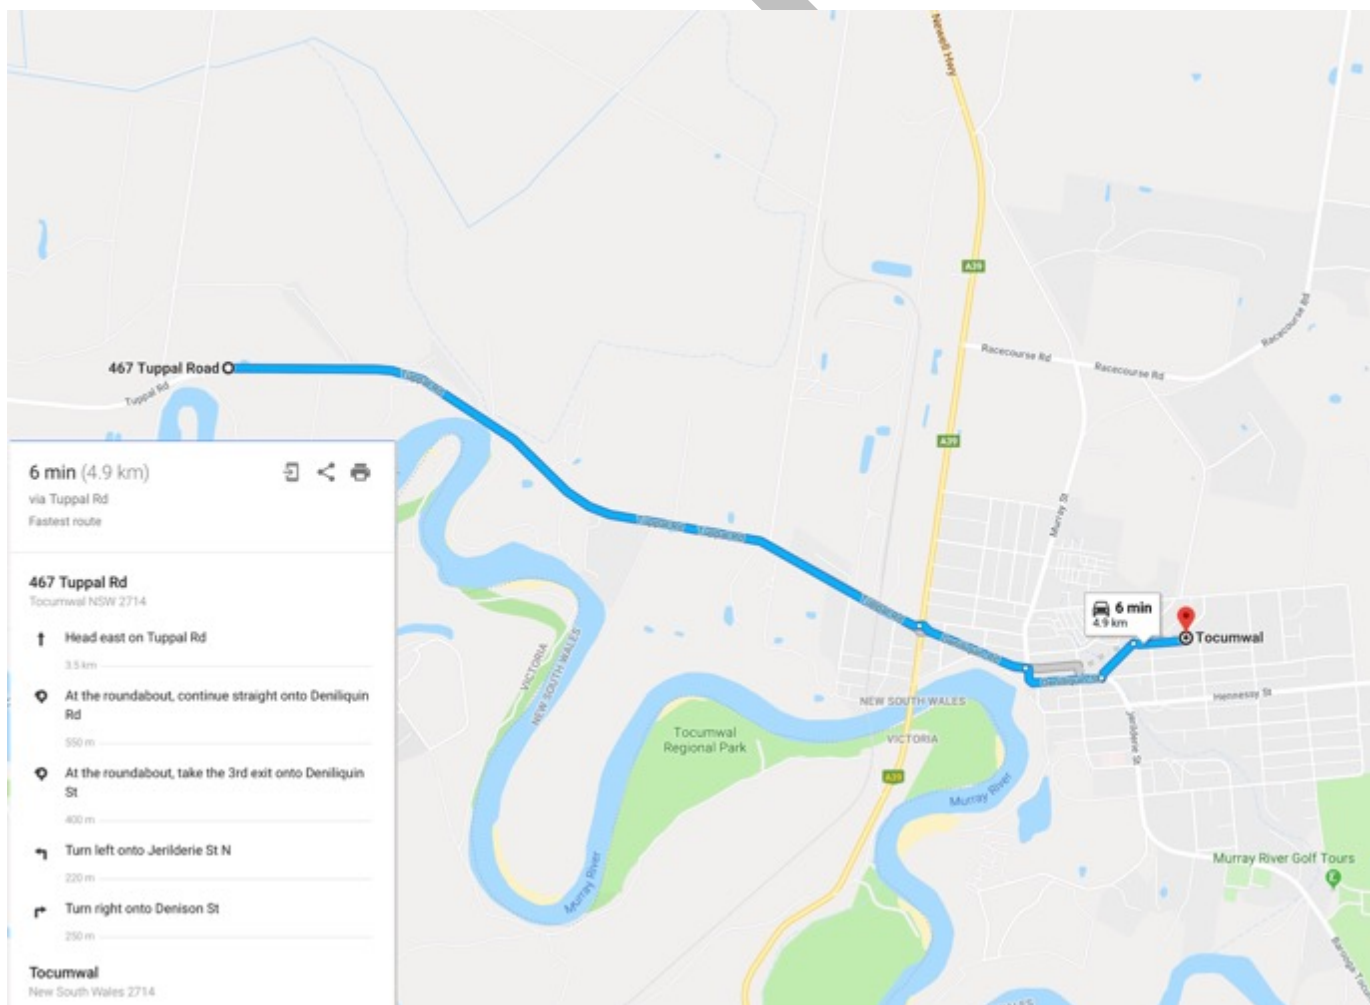 Newell Hwy
A39
Racecourse Rd
Racecourse Rd
Racecourse Rd
467 Tuppal Road
Tuppal Rd
Tuppal Rd
A39
Murray St
6 min (4.9 km)
via Tuppal Rd
Fastest route
467 Tuppal Rd
Tocumwal NSW 2714
Head east on Tuppal Rd
3.5 km
At the roundabout, continue straight onto Deniliquin
Rd
550 m
At the roundabout, take the 3rd exit onto Deniliquin
St
400 m
Turn left onto Jerilderie St N
220 m
Turn right onto Denison St
250 m
Tocumwal
New South Wales 2714
6 min
4.9 km
Tocumwal
Hennessy St
Jerilderie St
VICTORIA
NEW SOUTH WALES
NEW SOUTH WALES
VICTORIA
Tocumwal
Regional Park
A39
Murray River
Murray River
Murray River Golf Tours